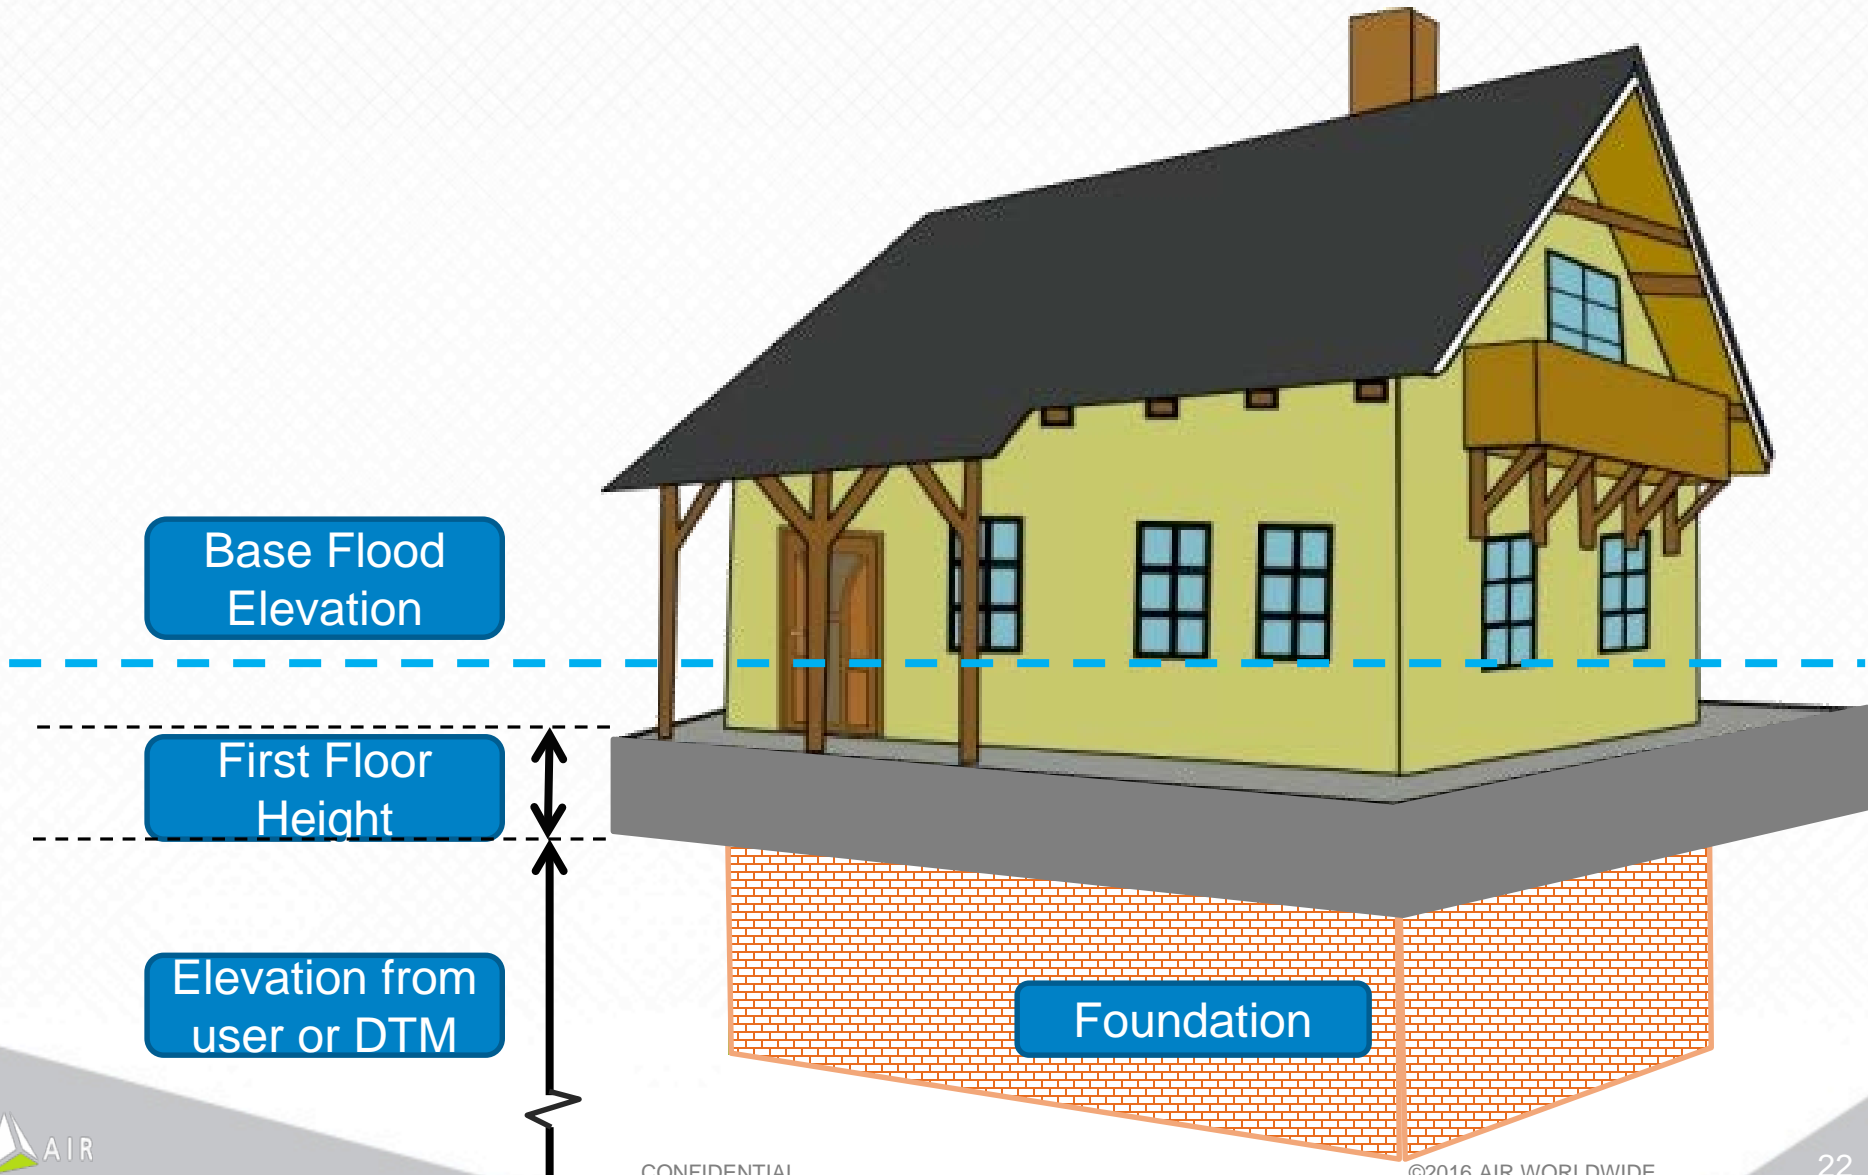 Base Flood
Elevation
First Floor
Height
Elevation from
user or DTM
Foundation
AIR
CONFIDENTIAL
©2016 AIR WORLDWIDE
22